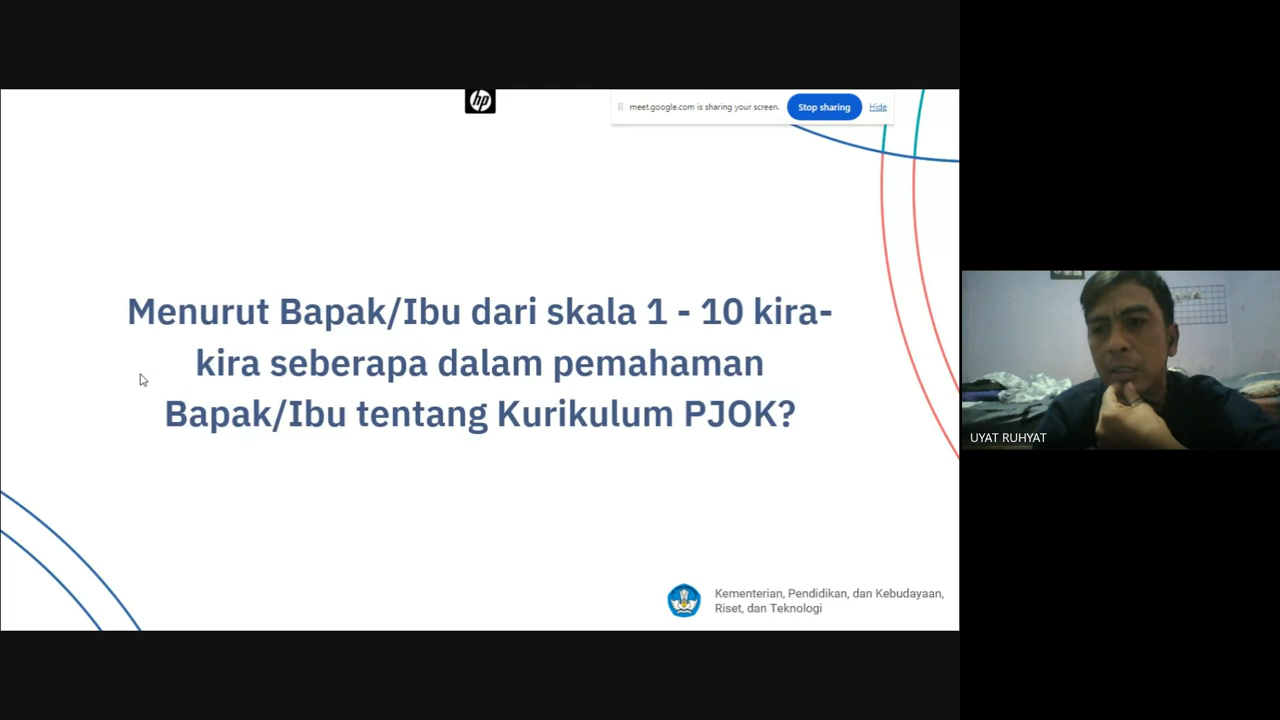 hp
meet.google.com is sharing your screen.
Stop sharing
Hide
Menurut Bapak/Ibu dari skala 1 - 10 kira-
kira seberapa dalam pemahaman
Bapak/Ibu tentang Kurikulum PJOK?
Kementerian, Pendidikan, dan Kebudayaan,
Riset, dan Teknologi
UYAT RUHYAT